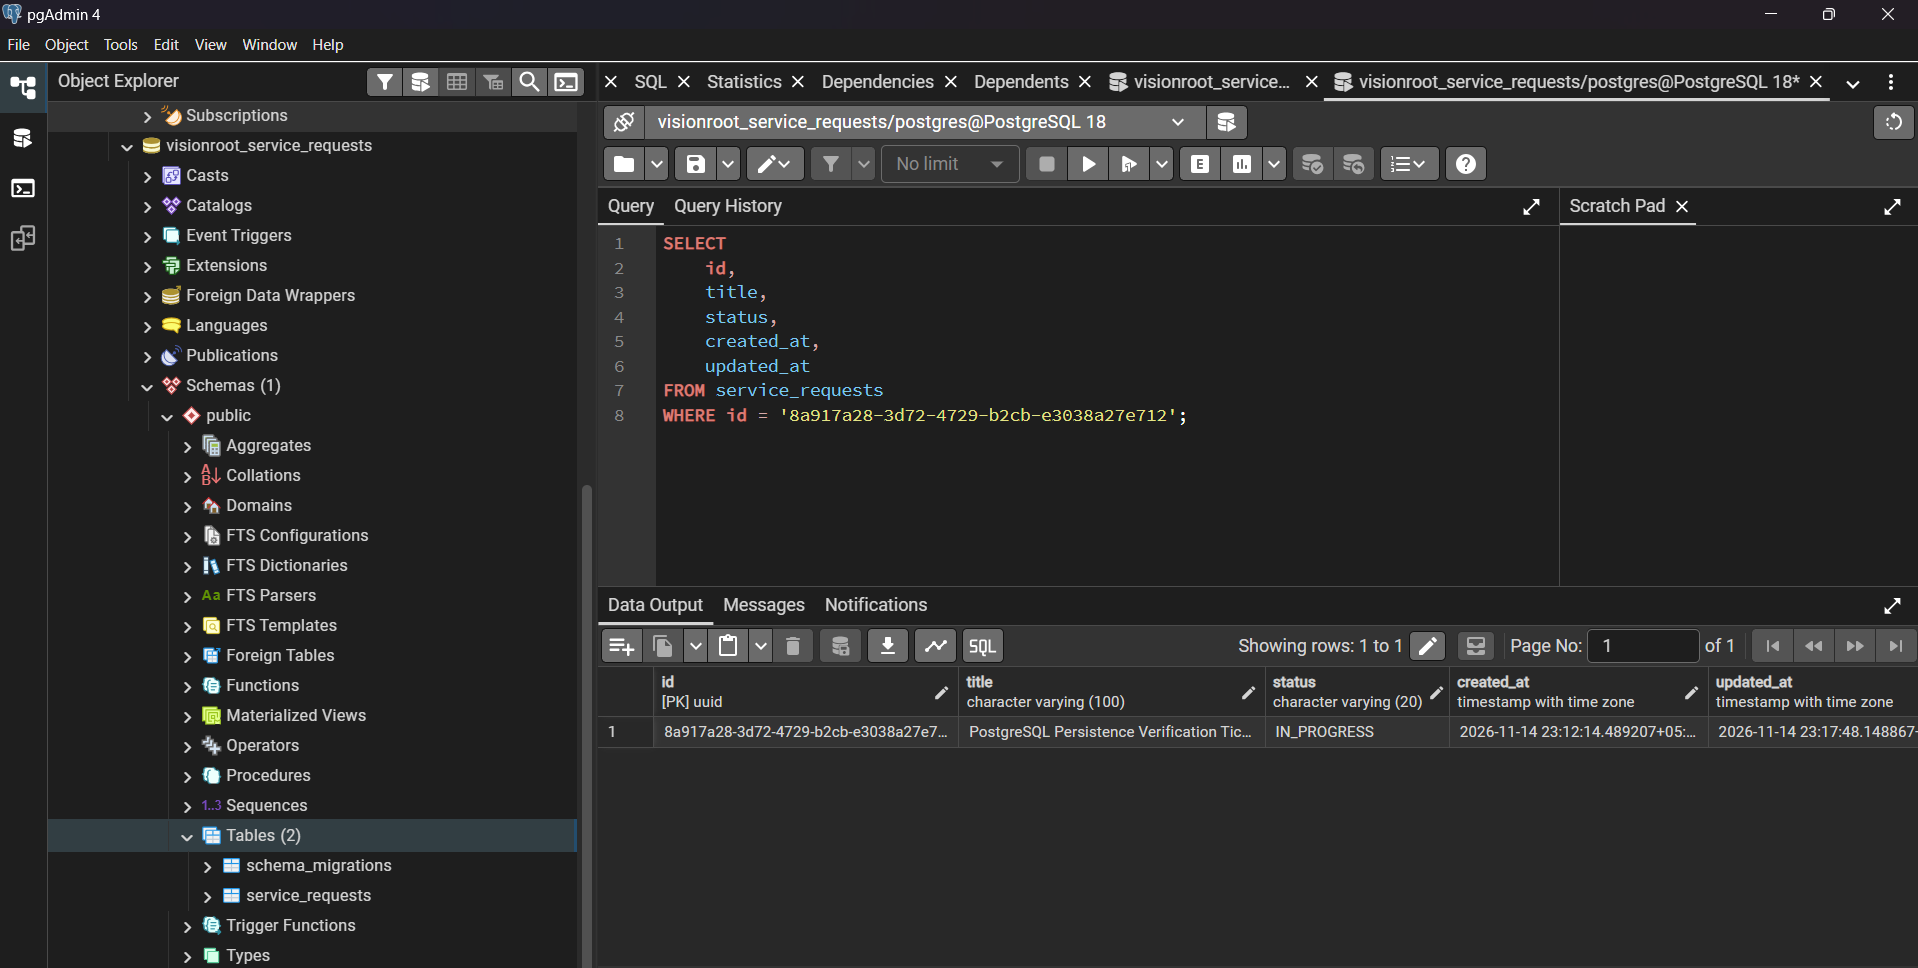 pgAdmin 4
File Object Tools Edit View Window Help
Object Explorer
SQL Statistics Dependencies Dependents visionroot_service... visionroot_service_requests/postgres@PostgreSQL 18*
Subscriptions
visionroot_service_requests
Casts
Catalogs
Event Triggers
Extensions
Foreign Data Wrappers
Languages
Publications
Schemas (1)
public
Aggregates
Collations
Domains
FTS Configurations
FTS Dictionaries
Aa FTS Parsers
FTS Templates
Foreign Tables
Functions
Materialized Views
Operators
Procedures
1..3 Sequences
Tables (2)
schema_migrations
service_requests
Trigger Functions
Types
visionroot_service_requests/postgres@PostgreSQL 18
No limit
E
Query Query History
Scratch Pad
1 SELECT
2 id,
3 title,
4 status,
5 created_at,
6 updated_at
7 FROM service_requests
8 WHERE id = '8a917a28-3d72-4729-b2cb-e3038a27e712';
Data Output Messages Notifications
SQL Showing rows: 1 to 1 Page No: 1 of 1
id title status created_at updated_at
[PK] uuid character varying (100) character varying (20) timestamp with time zone timestamp with time zone
1 8a917a28-3d72-4729-b2cb-e3038a27e7... PostgreSQL Persistence Verification Tic... IN_PROGRESS 2026-11-14 23:12:14.489207+05:... 2026-11-14 23:17:48.148867-